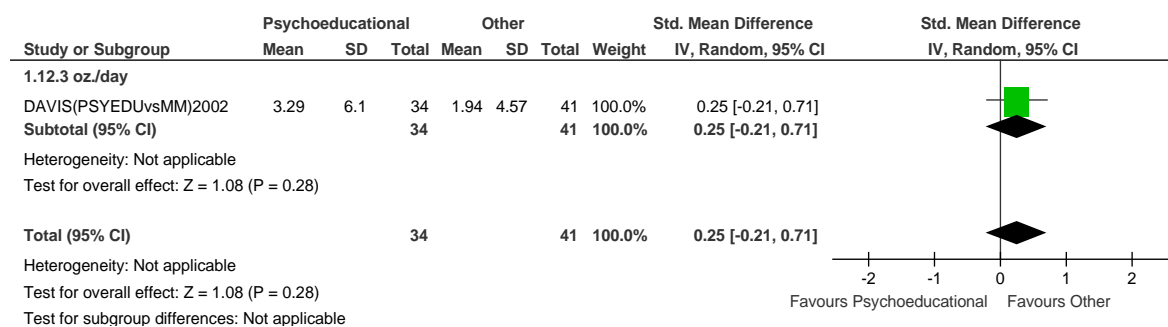 Psychoeducational Other Std. Mean Difference Std. Mean Difference
Study or Subgroup Mean SD Total Mean SD Total Weight IV, Random, 95% CI IV, Random, 95% CI
1.12.3 oz./day
DAVIS(PSYEDUvsMM)2002 3.29 6.1 34 1.94 4.57 41 100.0% 0.25 [-0.21, 0.71]
Subtotal (95% CI) 34 41 100.0% 0.25 [-0.21, 0.71]
Heterogeneity: Not applicable
Test for overall effect: Z = 1.08 (P = 0.28)
Total (95% CI) 34 41 100.0% 0.25 [-0.21, 0.71]
Heterogeneity: Not applicable
-2 -1 0 1 2
Test for overall effect: Z = 1.08 (P = 0.28)
Favours Psychoeducational Favours Other
Test for subgroup differences: Not applicable